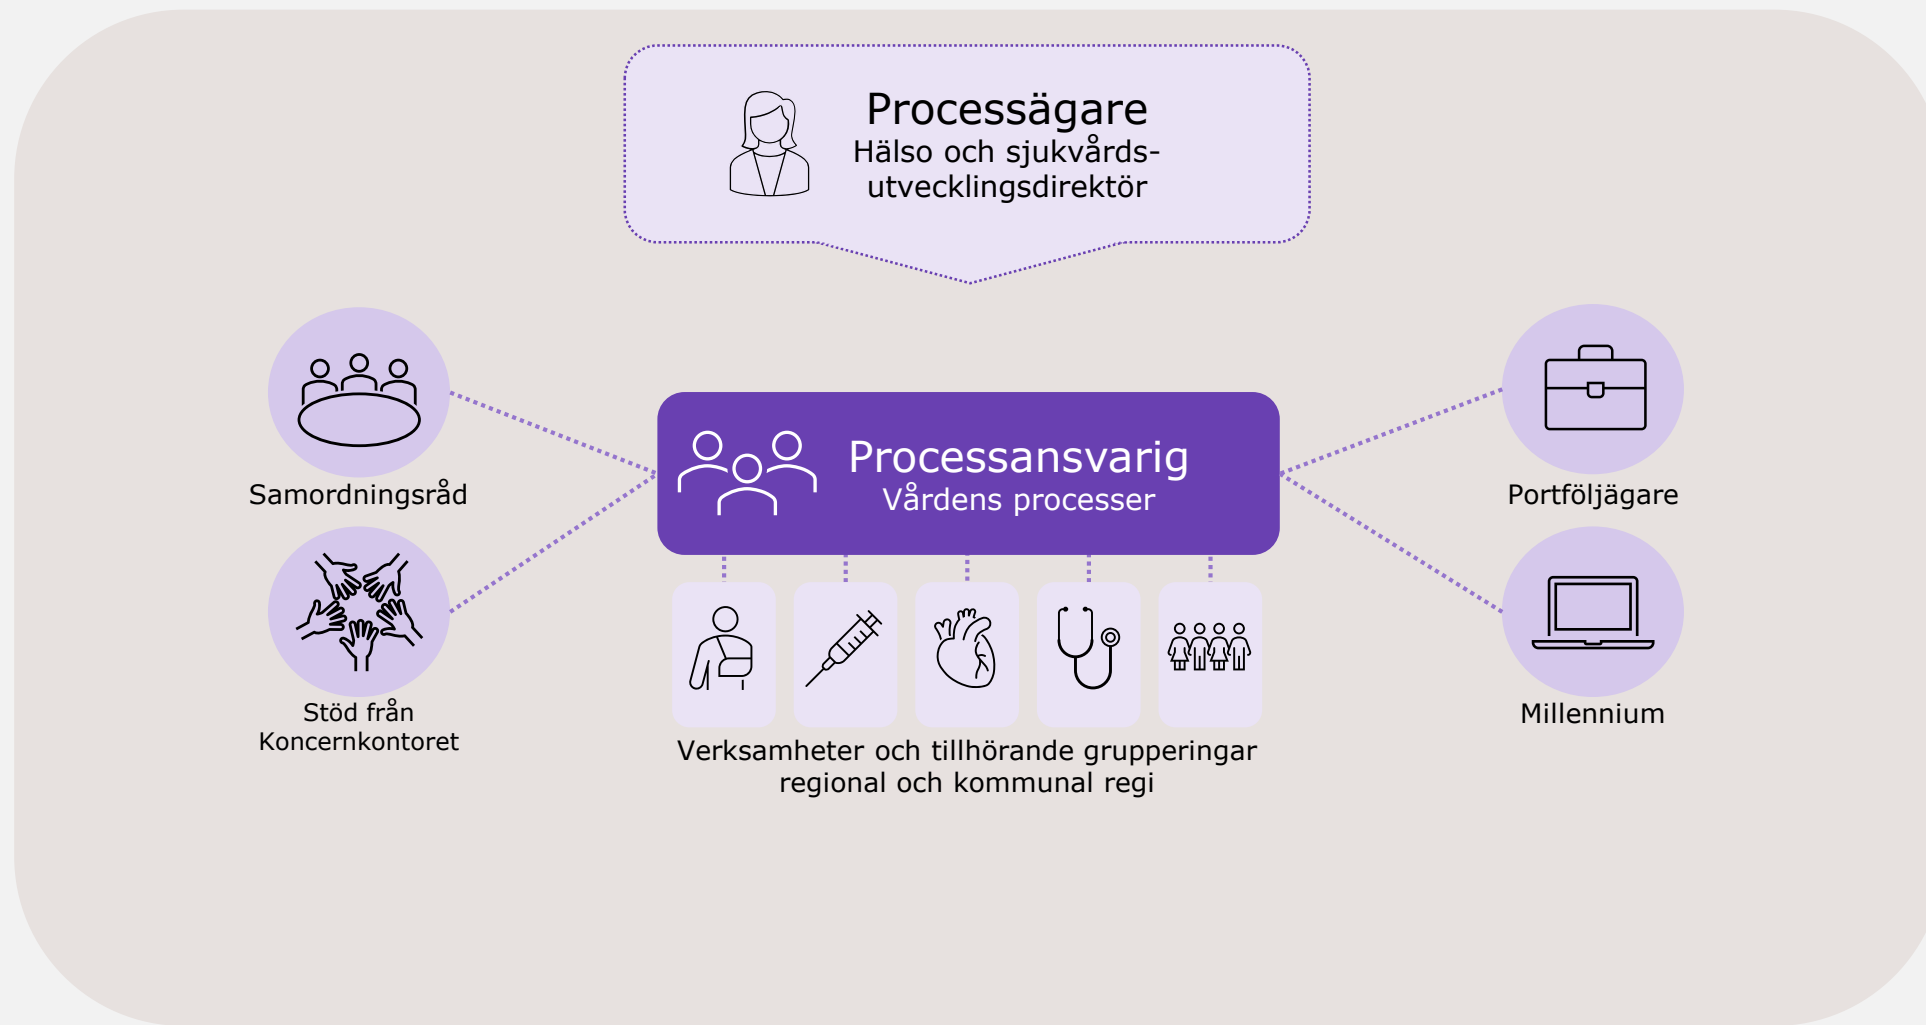 Processägare
Hälso och sjukvårds-
utvecklingsdirektör
Samordningsråd
Stöd från
Koncernkontoret
Processansvarig
Vårdens processer
Verksamheter och tillhörande grupperingar
regional och kommunal regi
Portföljägare
Millennium